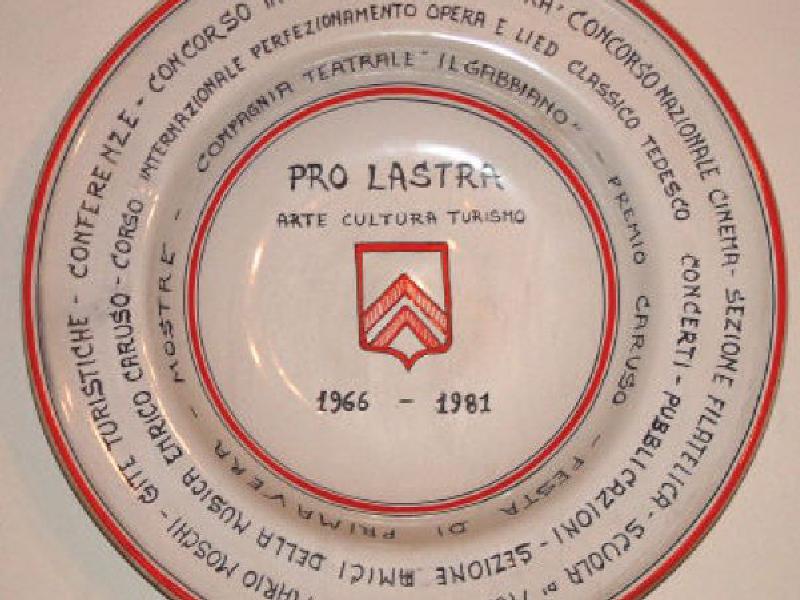 PRO LASTRA
ARTE CULTURA TURISMO
1966 - 1981
COMPAGNIA TEATRALE "IL GABBIANO" - PREMIO CARUSO - FESTA DI PRIMAVERA - MOSTRE -
CORSO INTERNAZIONALE PERFEZIONAMENTO OPERA E LIED CLASSICO TEDESCO CONCERTI - PUBBLICAZIONI - SEZIONE AMICI DELLA MUSICA ENRICO CARUSO -
CONCORSO NAZIONALE CINEMA - SEZIONE FILATELICA - SCUOLA DI
MARIO MOSCHI - GITE TURISTICHE - CONFERENZE - CONCORSO